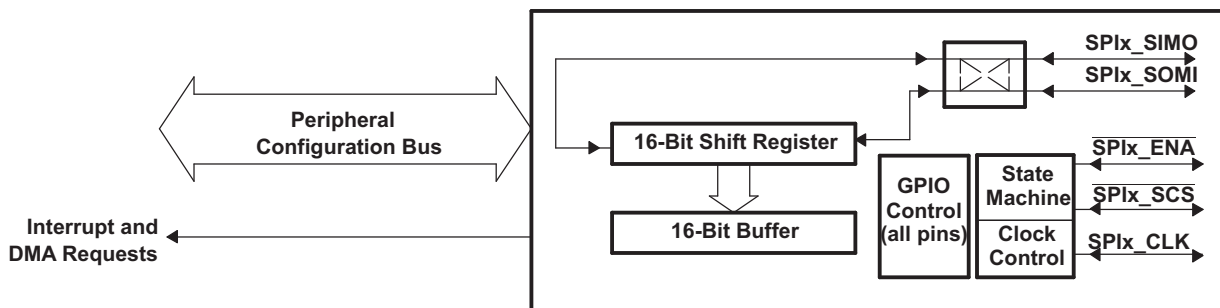 SPIx_SIMO
SPIx_SOMI
Peripheral
Configuration Bus
16-Bit Shift Register
16-Bit Buffer
Interrupt and
DMA Requests
GPIO
Control
(all pins)
State
Machine
Clock
Control
SPIx_ENA
SPIx_SCS
SPIx_CLK